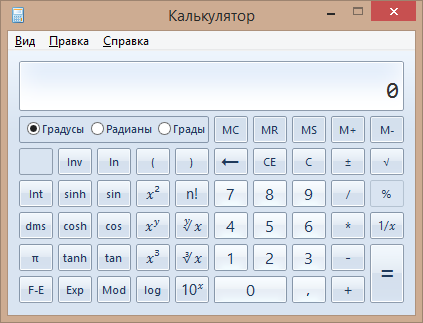 Калькулятор
Вид Правка Справка
0
Градусы Радианы Грады MC MR MS M+ M-
Inv ln ( ) ← CE C ± √
Int sinh sin x² n! 7 8 9 / %
dms cosh cos xʸ ʸ√x 4 5 6 * 1/x
π tanh tan x³ ³√x 1 2 3 - =
F-E Exp Mod log 10ˣ 0 , +